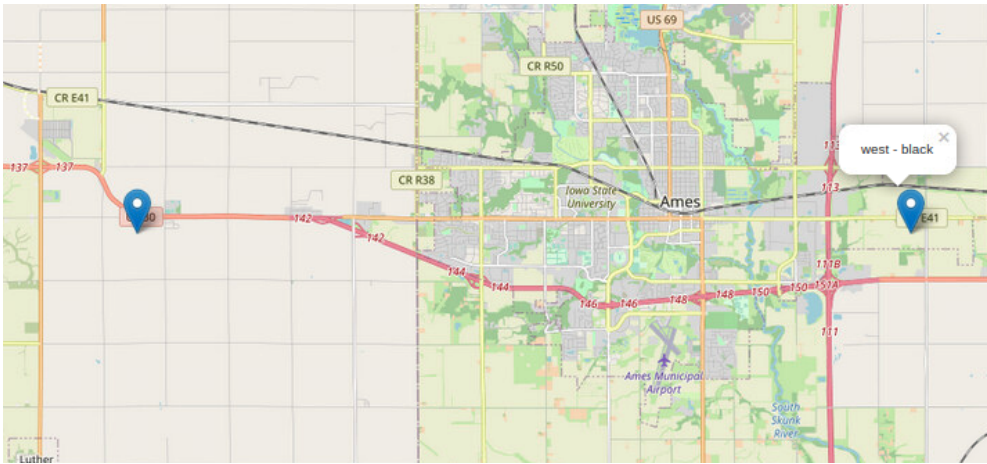 US 69
CR R50
CR E41
137
137
113
×
west - black
CR R38
113
Iowa State
University
Ames
30
142
E41
142
144
144
111B
146
146
148
148
150
150
151A
111
Ames Municipal
Airport
South
Skunk
River
Luther